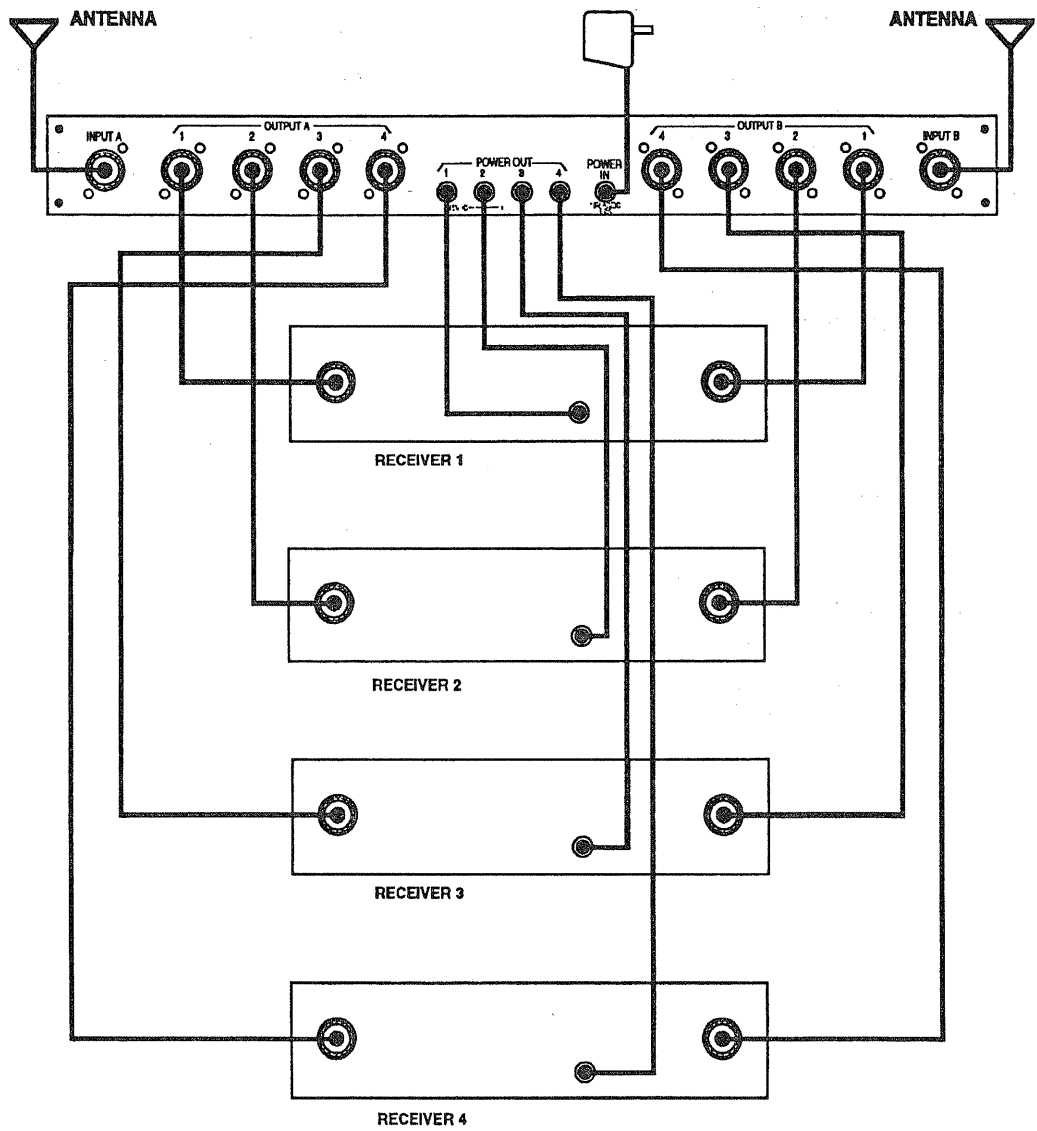 ANTENNA
ANTENNA
INPUT A
OUTPUT A
1 2 3 4
POWER OUT
1 2 3 4
POWER
IN
OUTPUT B
4 3 2 1
INPUT B
RECEIVER 1
RECEIVER 2
RECEIVER 3
RECEIVER 4